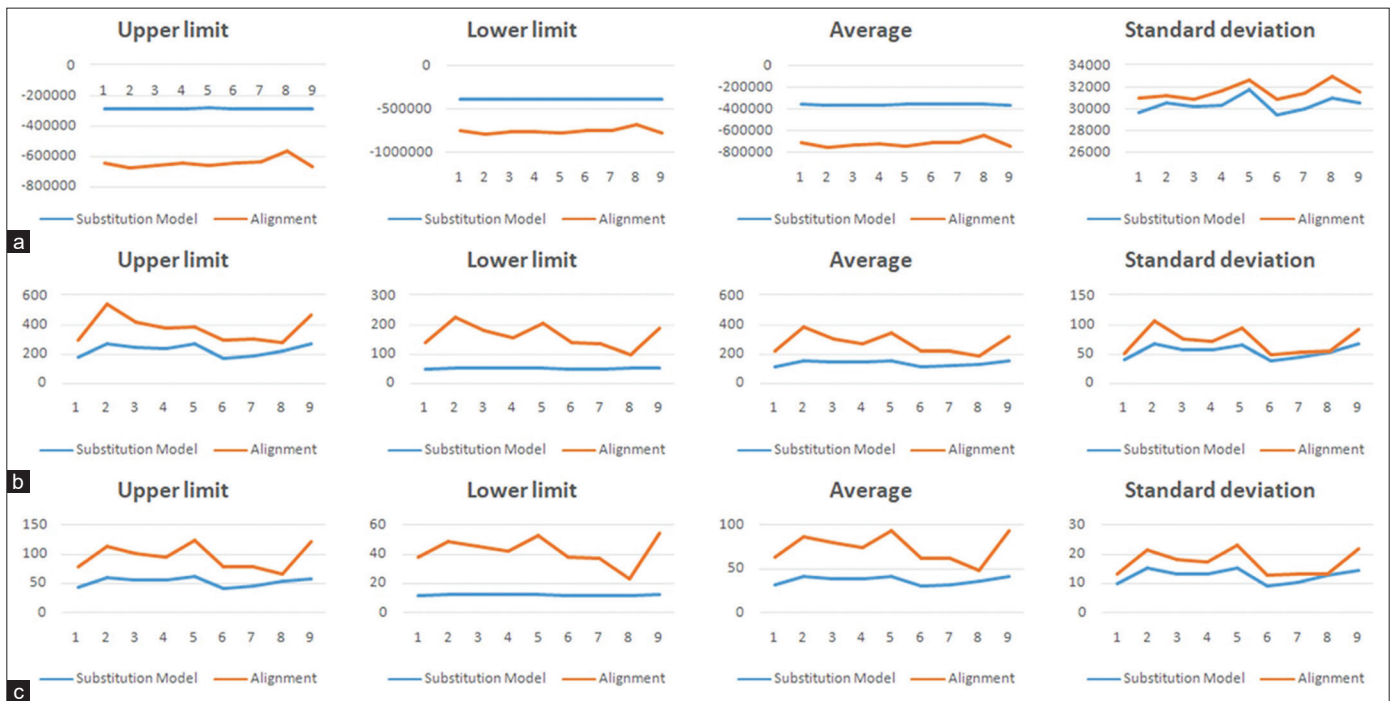 Upper limit
0
1 2 3 4 5 6 7 8 9
-200000
-400000
-600000
-800000
Substitution Model Alignment
Lower limit
0
-500000
-1000000
1 2 3 4 5 6 7 8 9
Substitution Model Alignment
Average
0
-200000
-400000
-600000
-800000
1 2 3 4 5 6 7 8 9
Substitution Model Alignment
Standard deviation
34000
32000
30000
28000
26000
1 2 3 4 5 6 7 8 9
Substitution Model Alignment
a
Upper limit
600
400
200
0
1 2 3 4 5 6 7 8 9
Substitution Model Alignment
Lower limit
300
200
100
0
1 2 3 4 5 6 7 8 9
Substitution Model Alignment
Average
600
400
200
0
1 2 3 4 5 6 7 8 9
Substitution Model Alignment
Standard deviation
150
100
50
0
1 2 3 4 5 6 7 8 9
Substitution Model Alignment
b
Upper limit
150
100
50
0
1 2 3 4 5 6 7 8 9
Substitution Model Alignment
Lower limit
60
40
20
0
1 2 3 4 5 6 7 8 9
Substitution Model Alignment
Average
100
50
0
1 2 3 4 5 6 7 8 9
Substitution Model Alignment
Standard deviation
30
20
10
0
1 2 3 4 5 6 7 8 9
Substitution Model Alignment
c